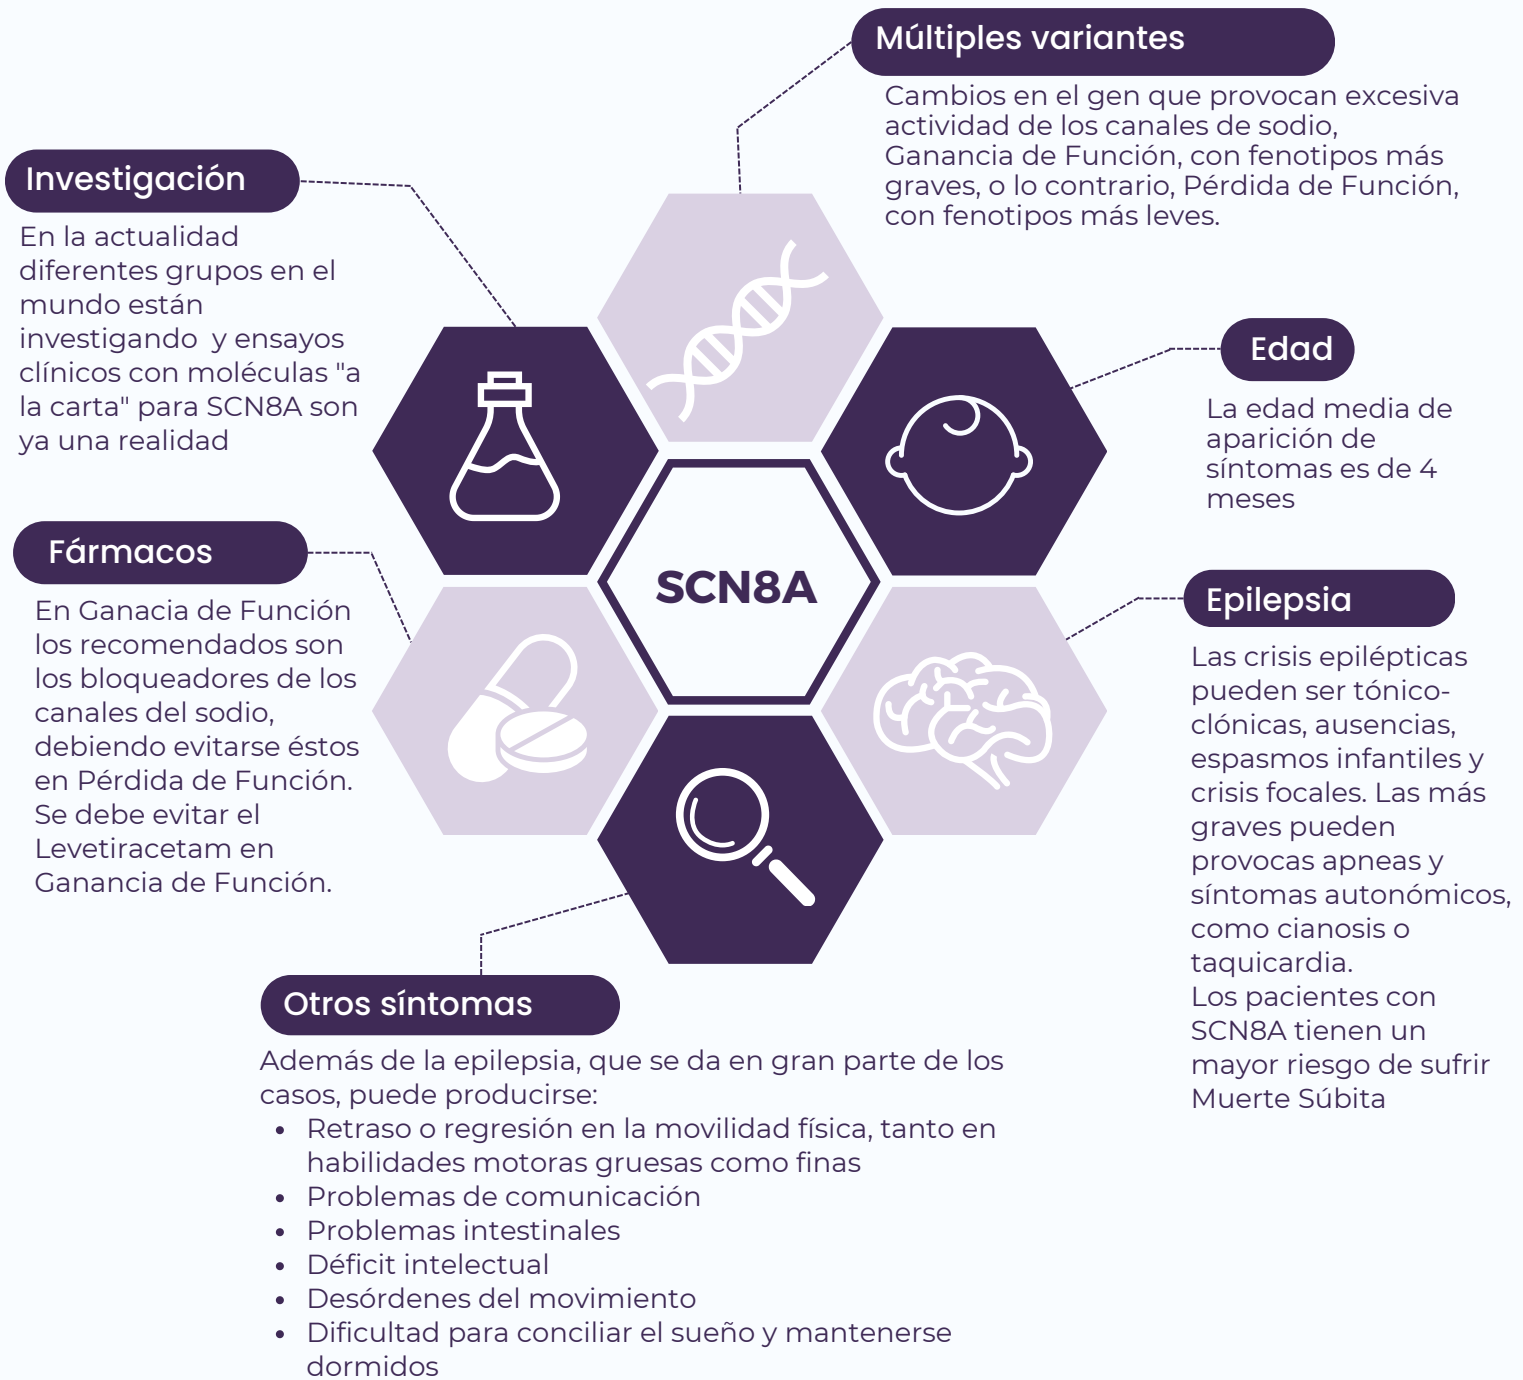 Múltiples variantes
Cambios en el gen que provocan excesiva
actividad de los canales de sodio,
Ganancia de Función, con fenotipos más
graves, o lo contrario, Pérdida de Función,
con fenotipos más leves.
Investigación
En la actualidad
diferentes grupos en el
mundo están
investigando  y ensayos
clínicos con moléculas "a
la carta" para SCN8A son
ya una realidad
Edad
La edad media de
aparición de
síntomas es de 4
meses
SCN8A
Fármacos
En Ganacia de Función
los recomendados son
los bloqueadores de los
canales del sodio,
debiendo evitarse éstos
en Pérdida de Función.
Se debe evitar el
Levetiracetam en
Ganancia de Función.
Epilepsia
Las crisis epilépticas
pueden ser tónico-
clónicas, ausencias,
espasmos infantiles y
crisis focales. Las más
graves pueden
provocas apneas y
síntomas autonómicos,
como cianosis o
taquicardia.
Los pacientes con
SCN8A tienen un
mayor riesgo de sufrir
Muerte Súbita
Otros síntomas
Además de la epilepsia, que se da en gran parte de los
casos, puede producirse:
• Retraso o regresión en la movilidad física, tanto en
habilidades motoras gruesas como finas
• Problemas de comunicación
• Problemas intestinales
• Déficit intelectual
• Desórdenes del movimiento
• Dificultad para conciliar el sueño y mantenerse
dormidos